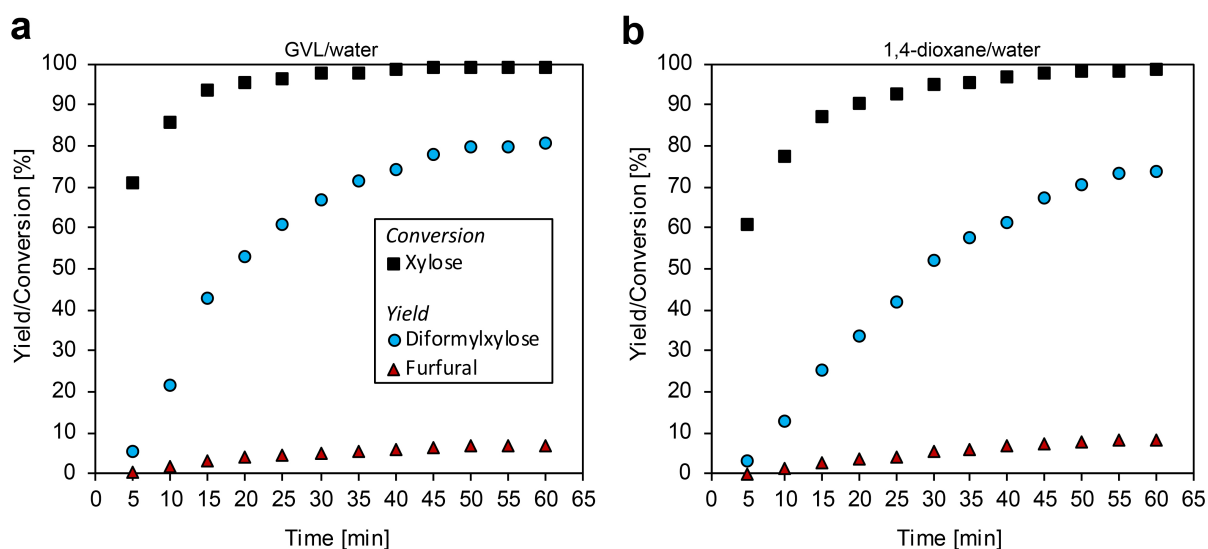 a
GVL/water
Yield/Conversion [%]
100
90
80
70
60
50
40
30
20
10
0
0 5 10 15 20 25 30 35 40 45 50 55 60 65
Time [min]
Conversion
Xylose
Yield
Diformylxylose
Furfural
b
1,4-dioxane/water
Yield/Conversion [%]
100
90
80
70
60
50
40
30
20
10
0
0 5 10 15 20 25 30 35 40 45 50 55 60 65
Time [min]